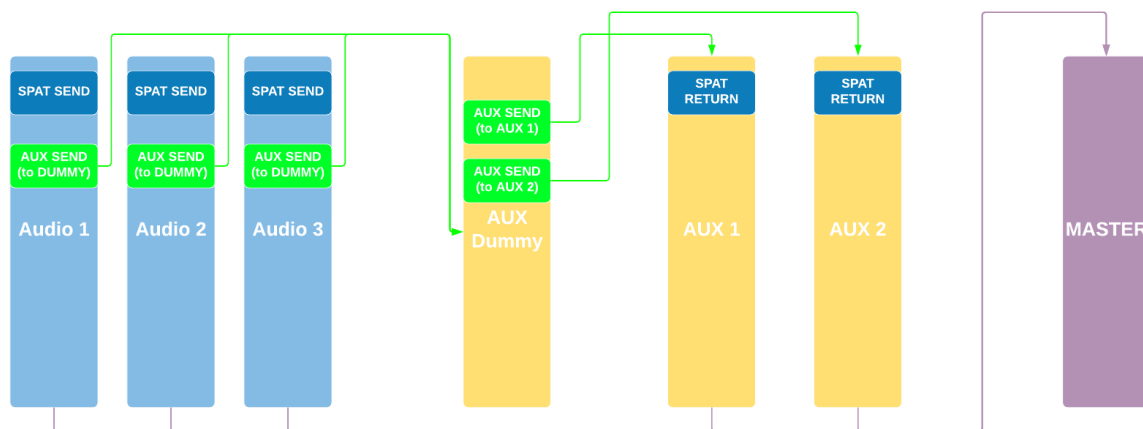 SPAT SEND
SPAT SEND
SPAT SEND
SPAT
RETURN
SPAT
RETURN
AUX SEND
(to AUX 1)
AUX SEND
(to DUMMY)
AUX SEND
(to DUMMY)
AUX SEND
(to DUMMY)
AUX SEND
(to AUX 2)
Audio 1
Audio 2
Audio 3
AUX
Dummy
AUX 1
AUX 2
MASTER